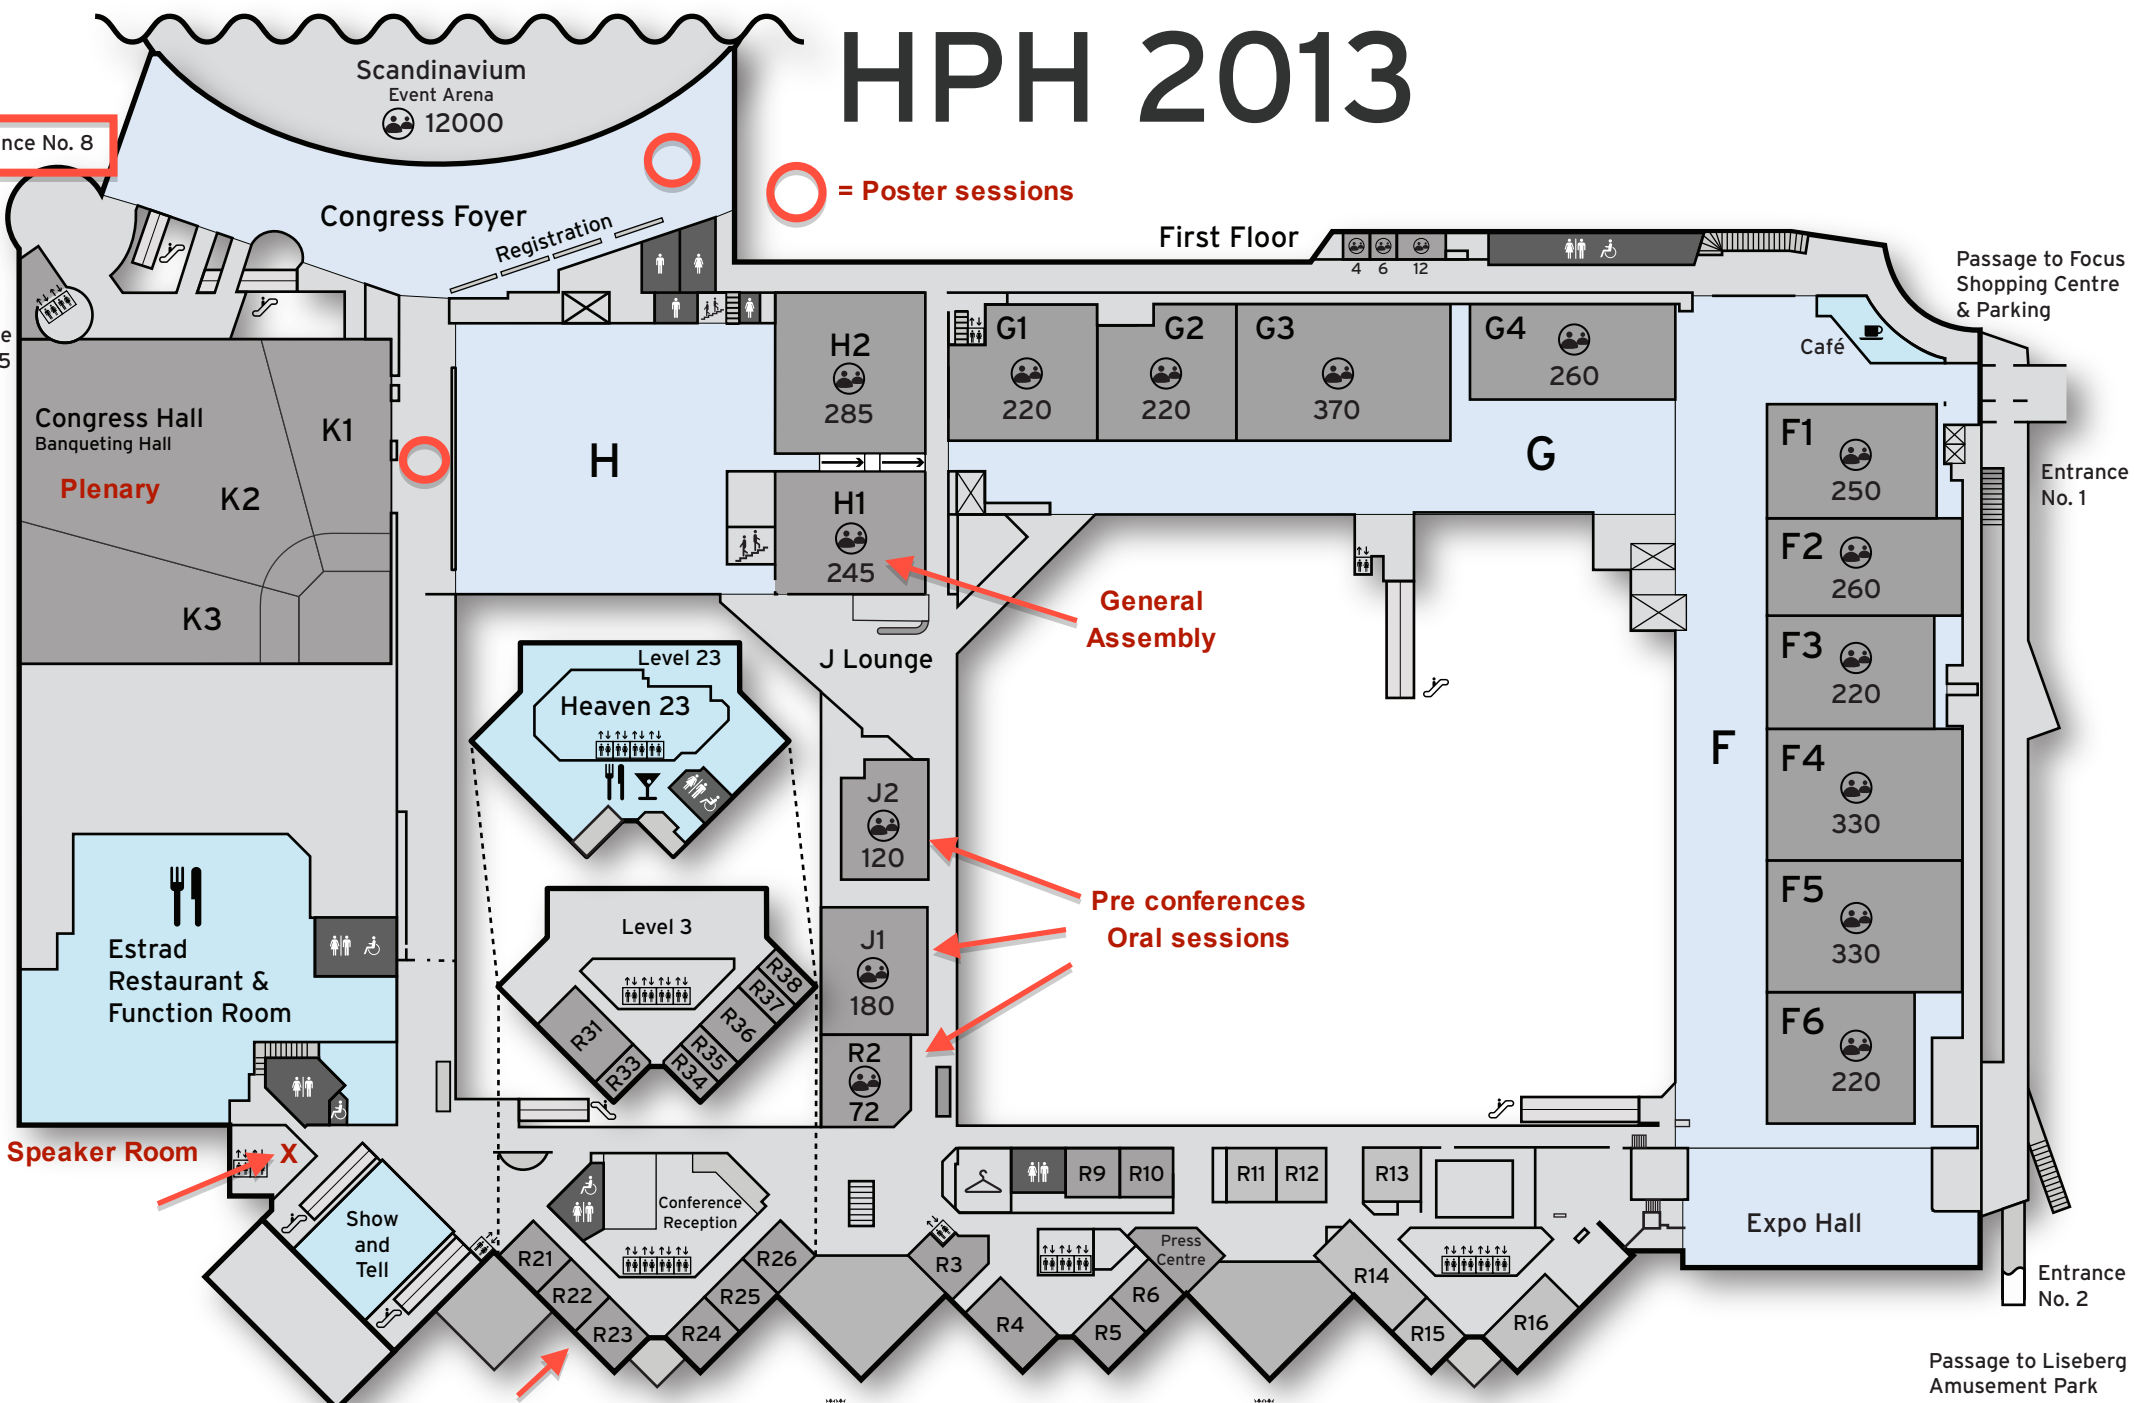 HPH 2013
Scandinavium
Event Arena
12000
nce No. 8
= Poster sessions
Congress Foyer
Registration
First Floor
4
6
12
Passage to Focus
Shopping Centre
& Parking
Café
e
5
H2
285
G1
220
G2
220
G3
370
G4
260
Congress Hall
Banqueting Hall
Plenary
K1
K2
K3
H
G
H1
245
F1
250
Entrance
No. 1
F2
260
General
Assembly
F3
220
J Lounge
Level 23
Heaven 23
F
F4
330
J2
120
Pre conferences
Oral sessions
F5
330
Level 3
J1
180
R38
R37
R36
R35
R34
R31
R33
Estrad
Restaurant &
Function Room
F6
220
R2
72
Speaker Room
X
Show
and
Tell
Conference
Reception
R9
R10
R11
R12
R13
Expo Hall
R21
R22
R23
R24
R25
R26
R3
R4
R5
R6
Press
Centre
R14
R15
R16
Entrance
No. 2
Passage to Liseberg
Amusement Park